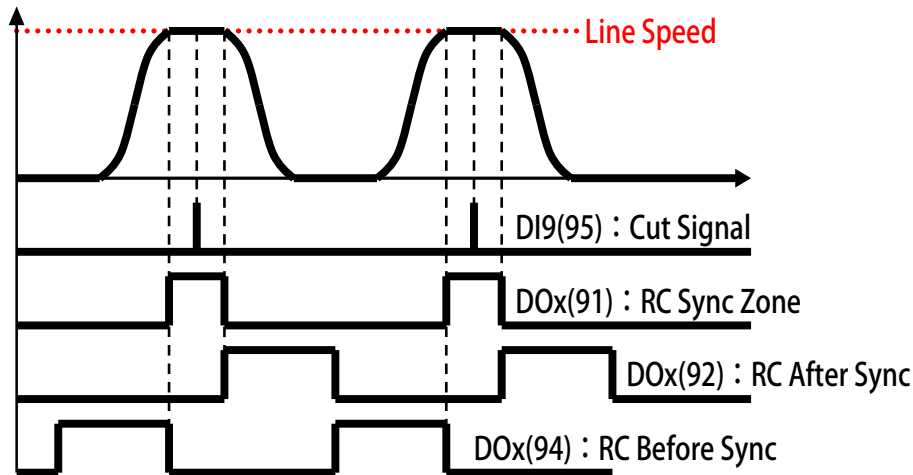 Line Speed
DI9(95)：Cut Signal
DOx(91)：RC Sync Zone
DOx(92)：RC After Sync
DOx(94)：RC Before Sync